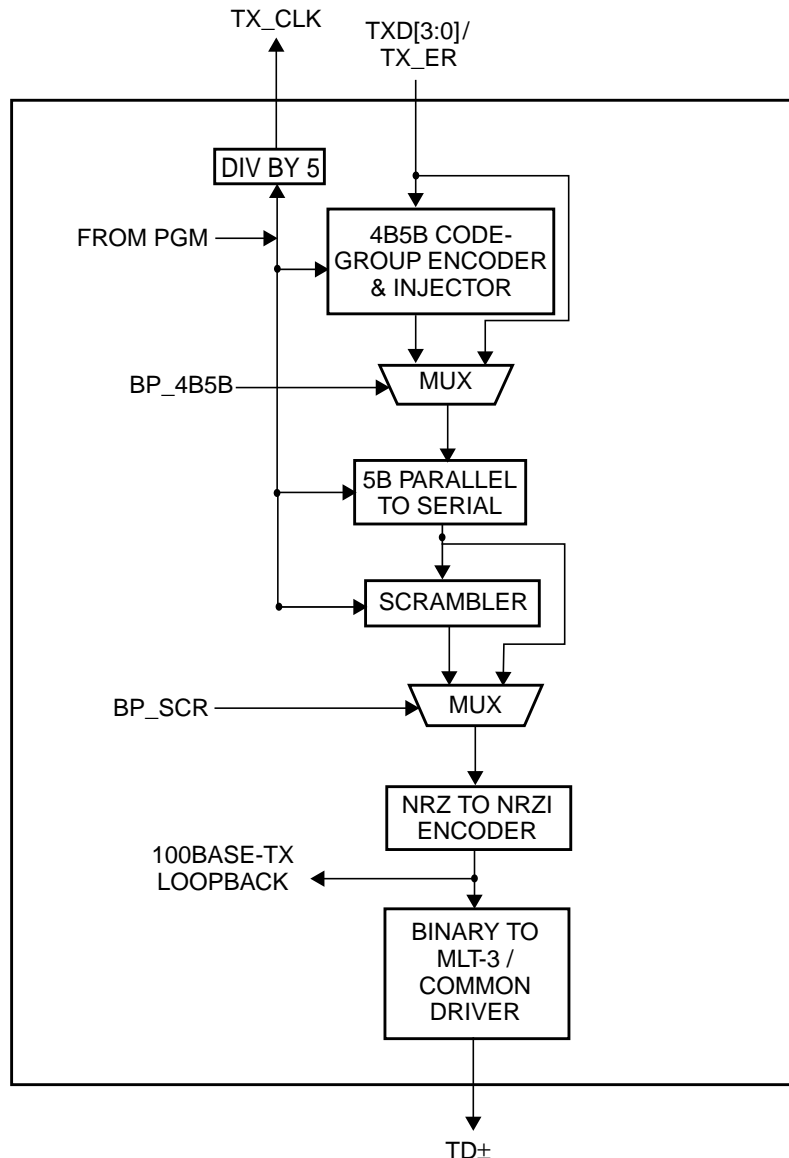 TX_CLK
TXD[3:0]/
TX_ER
DIV BY 5
FROM PGM
4B5B CODE-
GROUP ENCODER
& INJECTOR
BP_4B5B
MUX
5B PARALLEL
TO SERIAL
SCRAMBLER
BP_SCR
MUX
NRZ TO NRZI
ENCODER
100BASE-TX
LOOPBACK
BINARY TO
MLT-3 /
COMMON
DRIVER
TD±